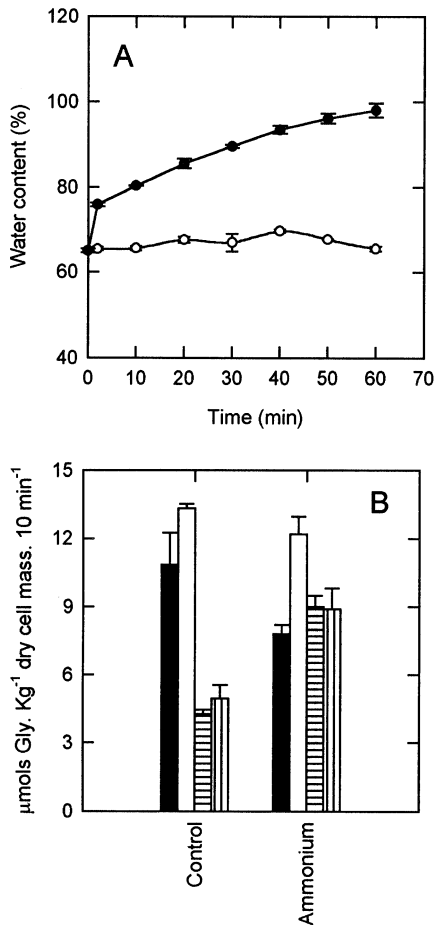 120
A
100
Water content (%)
80
60
40
0 10 20 30 40 50 60 70
Time (min)
15
B
12
µmols Gly. Kg-1 dry cell mass. 10 min-1
9
6
3
0
Control
Ammonium